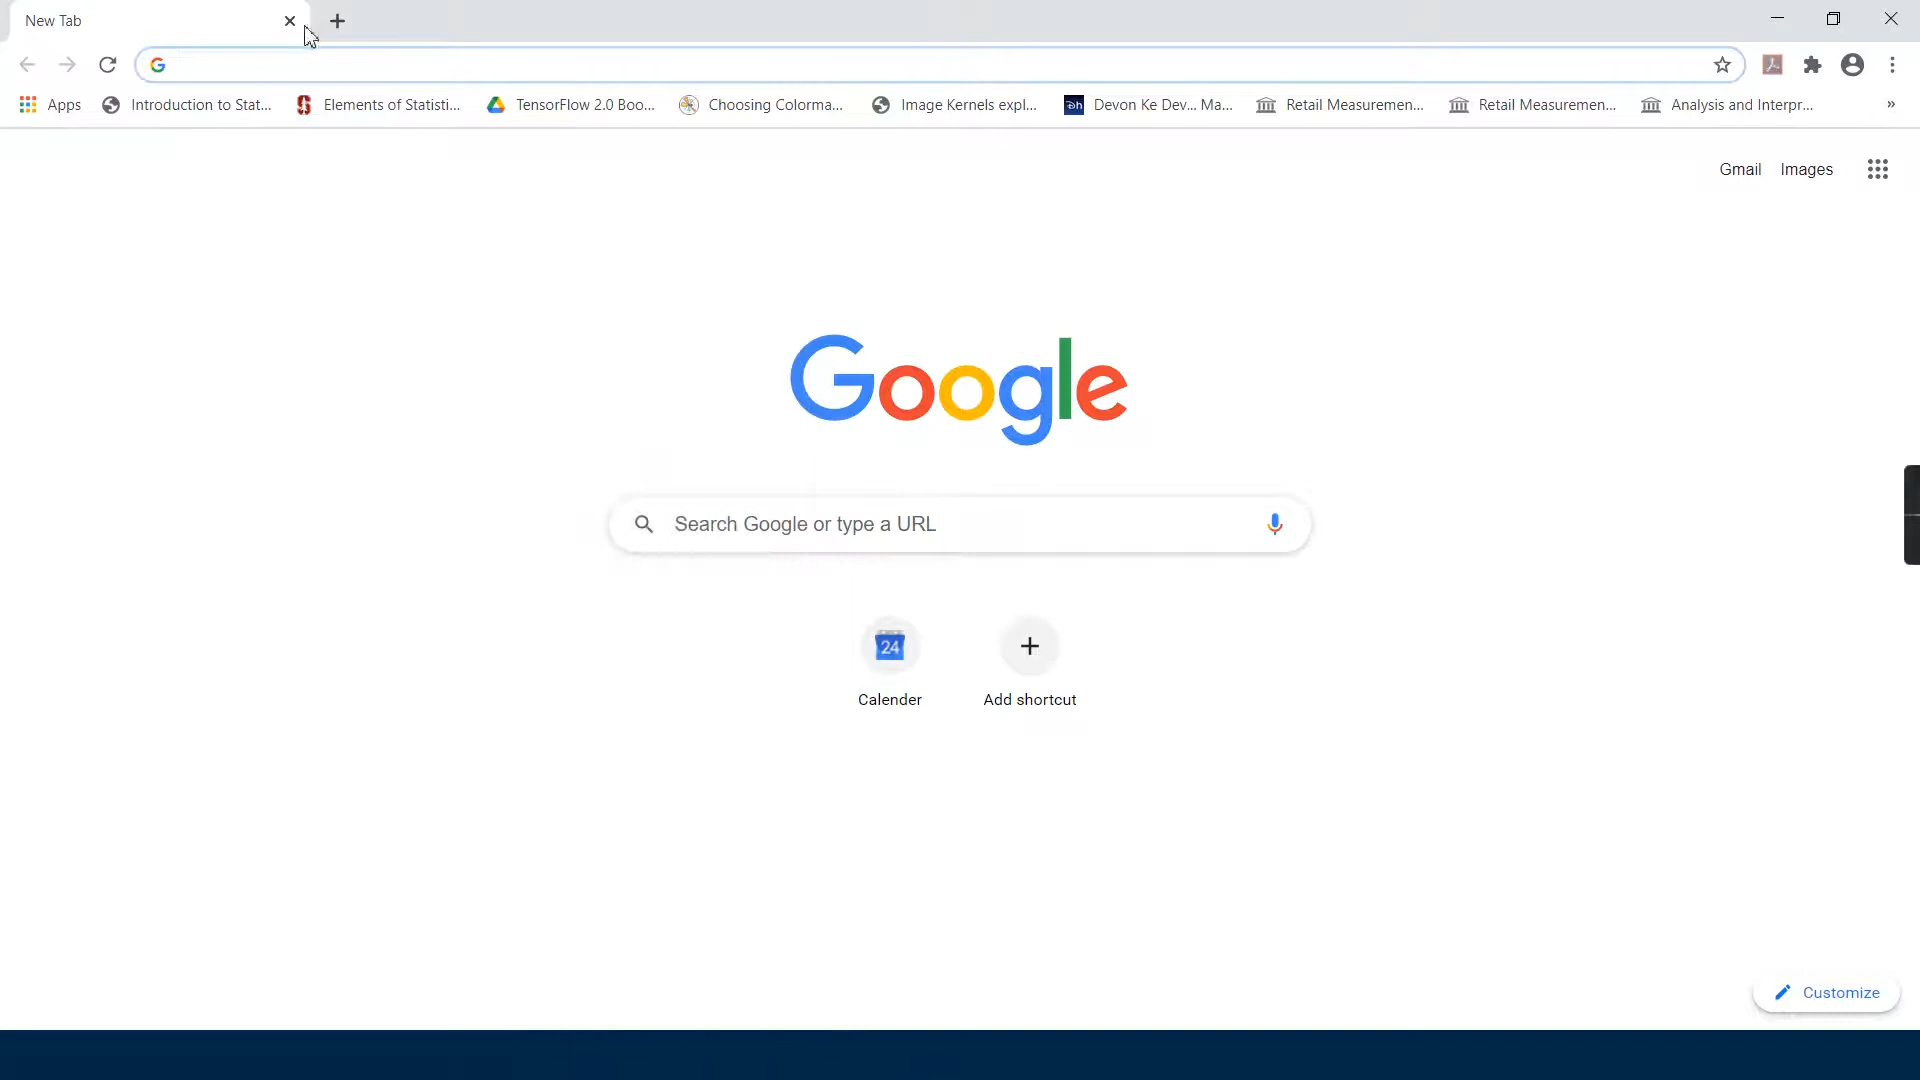 New Tab
Apps Introduction to Stat... Elements of Statisti... TensorFlow 2.0 Boo... Choosing Colorma... Image Kernels expl... Dh Devon Ke Dev... Ma... Retail Measuremen... Retail Measuremen... Analysis and Interpr... »
Gmail Images
Google
Search Google or type a URL
24
Calender Add shortcut
Customize